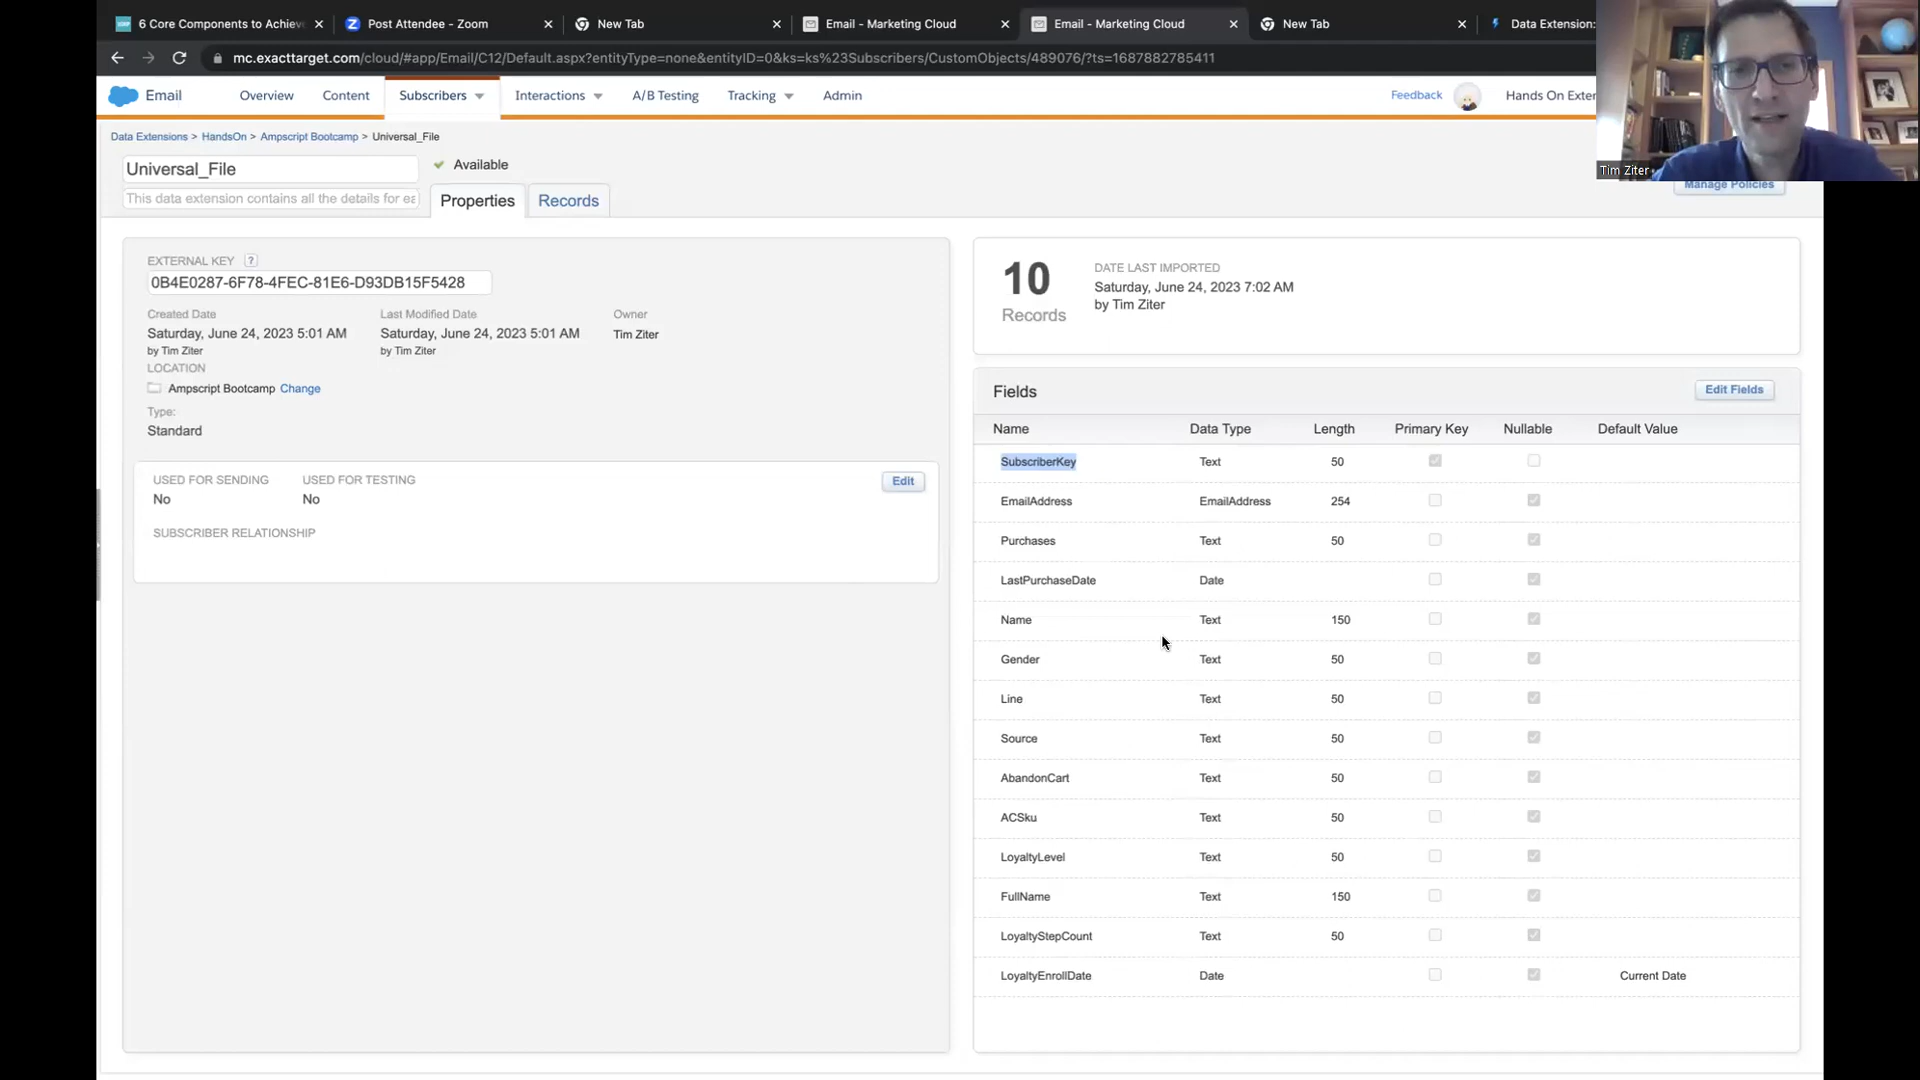 6 Core Components to Achiev
Post Attendee - Zoom
New Tab
Email - Marketing Cloud
Email - Marketing Cloud
New Tab
Data Extension:
mc.exacttarget.com/cloud/#app/Email/C12/Default.aspx?entityType=none&entityID=0&ks=ks%23Subscribers/CustomObjects/489076/?ts=1687882785411
Email
Overview
Content
Subscribers
Interactions
A/B Testing
Tracking
Admin
Feedback
Hands On Exter
Tim Ziter
Data Extensions > HandsOn > Ampscript Bootcamp > Universal_File
Universal_File
Available
This data extension contains all the details for ea
Properties
Records
Manage Policies
EXTERNAL KEY ?
0B4E0287-6F78-4FEC-81E6-D93DB15F5428
Created Date Last Modified Date Owner
Saturday, June 24, 2023 5:01 AM Saturday, June 24, 2023 5:01 AM Tim Ziter
by Tim Ziter by Tim Ziter
LOCATION
Ampscript Bootcamp Change
Type:
Standard
USED FOR SENDING USED FOR TESTING Edit
No No
SUBSCRIBER RELATIONSHIP
10
Records
DATE LAST IMPORTED
Saturday, June 24, 2023 7:02 AM
by Tim Ziter
Fields Edit Fields
Name Data Type Length Primary Key Nullable Default Value
SubscriberKey Text 50
EmailAddress EmailAddress 254
Purchases Text 50
LastPurchaseDate Date
Name Text 150
Gender Text 50
Line Text 50
Source Text 50
AbandonCart Text 50
ACSku Text 50
LoyaltyLevel Text 50
FullName Text 150
LoyaltyStepCount Text 50
LoyaltyEnrollDate Date Current Date